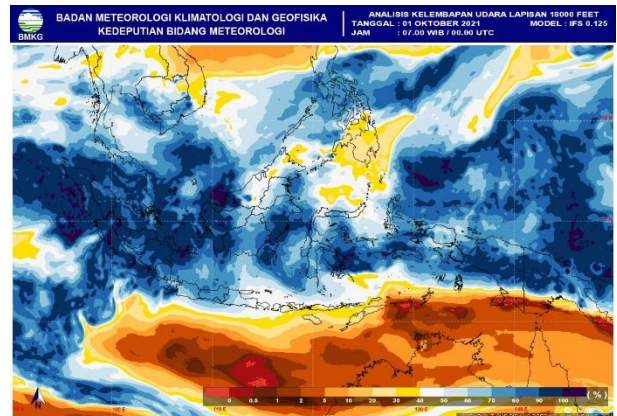 BMKG
BADAN METEOROLOGI KLIMATOLOGI DAN GEOFISIKA
KEDEPUTIAN BIDANG METEOROLOGI
ANALISIS KELEMBAPAN UDARA LAPISAN 18000 FEET
TANGGAL : 01 OKTOBER 2021 MODEL : IFS 0.125
JAM : 07.00 WIB / 00.00 UTC
N
0 0.5 1 2 5 10 20 30 40 50 60 70 80 90 100 ( % )